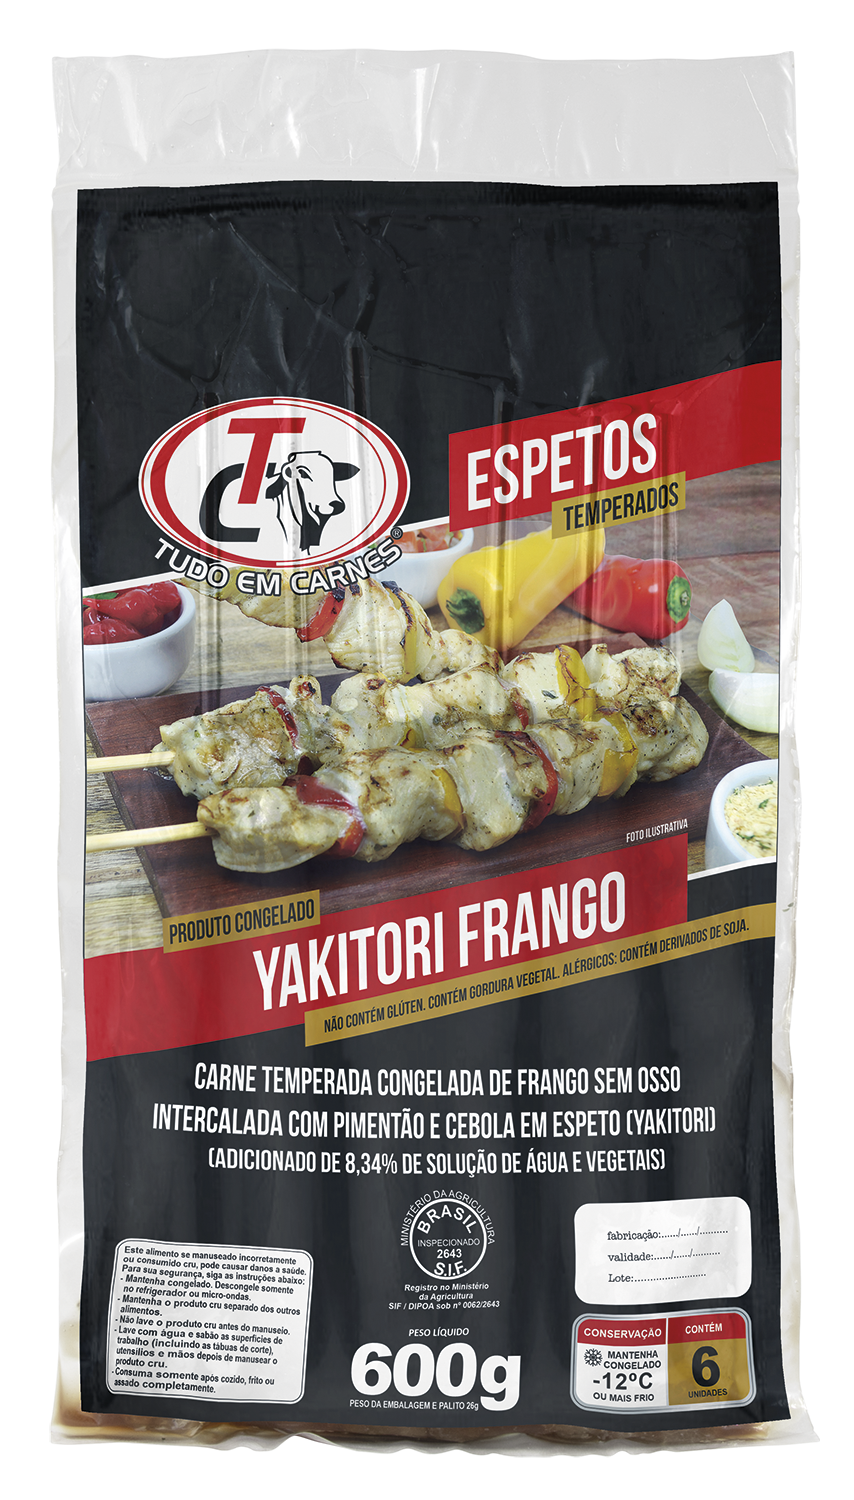 ESPETOS
TEMPERADOS
TC
TUDO EM CARNES®
FOTO ILUSTRATIVA
PRODUTO CONGELADO
YAKITORI FRANGO
NÃO CONTÉM GLÚTEN. CONTÉM GORDURA VEGETAL. ALÉRGICOS: CONTÉM DERIVADOS DE SOJA.
CARNE TEMPERADA CONGELADA DE FRANGO SEM OSSO
INTERCALADA COM PIMENTÃO E CEBOLA EM ESPETO (YAKITORI)
(ADICIONADO DE 8,34% DE SOLUÇÃO DE ÁGUA E VEGETAIS)
Este alimento se manuseado incorretamente
ou consumido cru, pode causar danos a saúde.
Para sua segurança, siga as instruções abaixo:
- Mantenha congelado. Descongele somente
no refrigerador ou micro-ondas.
- Mantenha o produto cru separado dos outros
alimentos.
- Não lave o produto cru antes do manuseio.
- Lave com água e sabão as superfícies de
trabalho (incluindo as tábuas de corte),
utensílios e mãos depois de manusear o
produto cru.
- Consuma somente após cozido, frito ou
assado completamente.
MINISTÉRIO DA AGRICULTURA
BRASIL
INSPECIONADO
2643
S.I.F.
Registro no Ministério
da Agricultura
SIF / DIPOA sob nº 0062/2643
PESO LÍQUIDO
600g
PESO DA EMBALAGEM E PALITO 26g
fabricação:....../....../..........
validade:....../....../..........
Lote:..........................
CONSERVAÇÃO
MANTENHA
CONGELADO
-12°C
OU MAIS FRIO
CONTÉM
6
UNIDADES